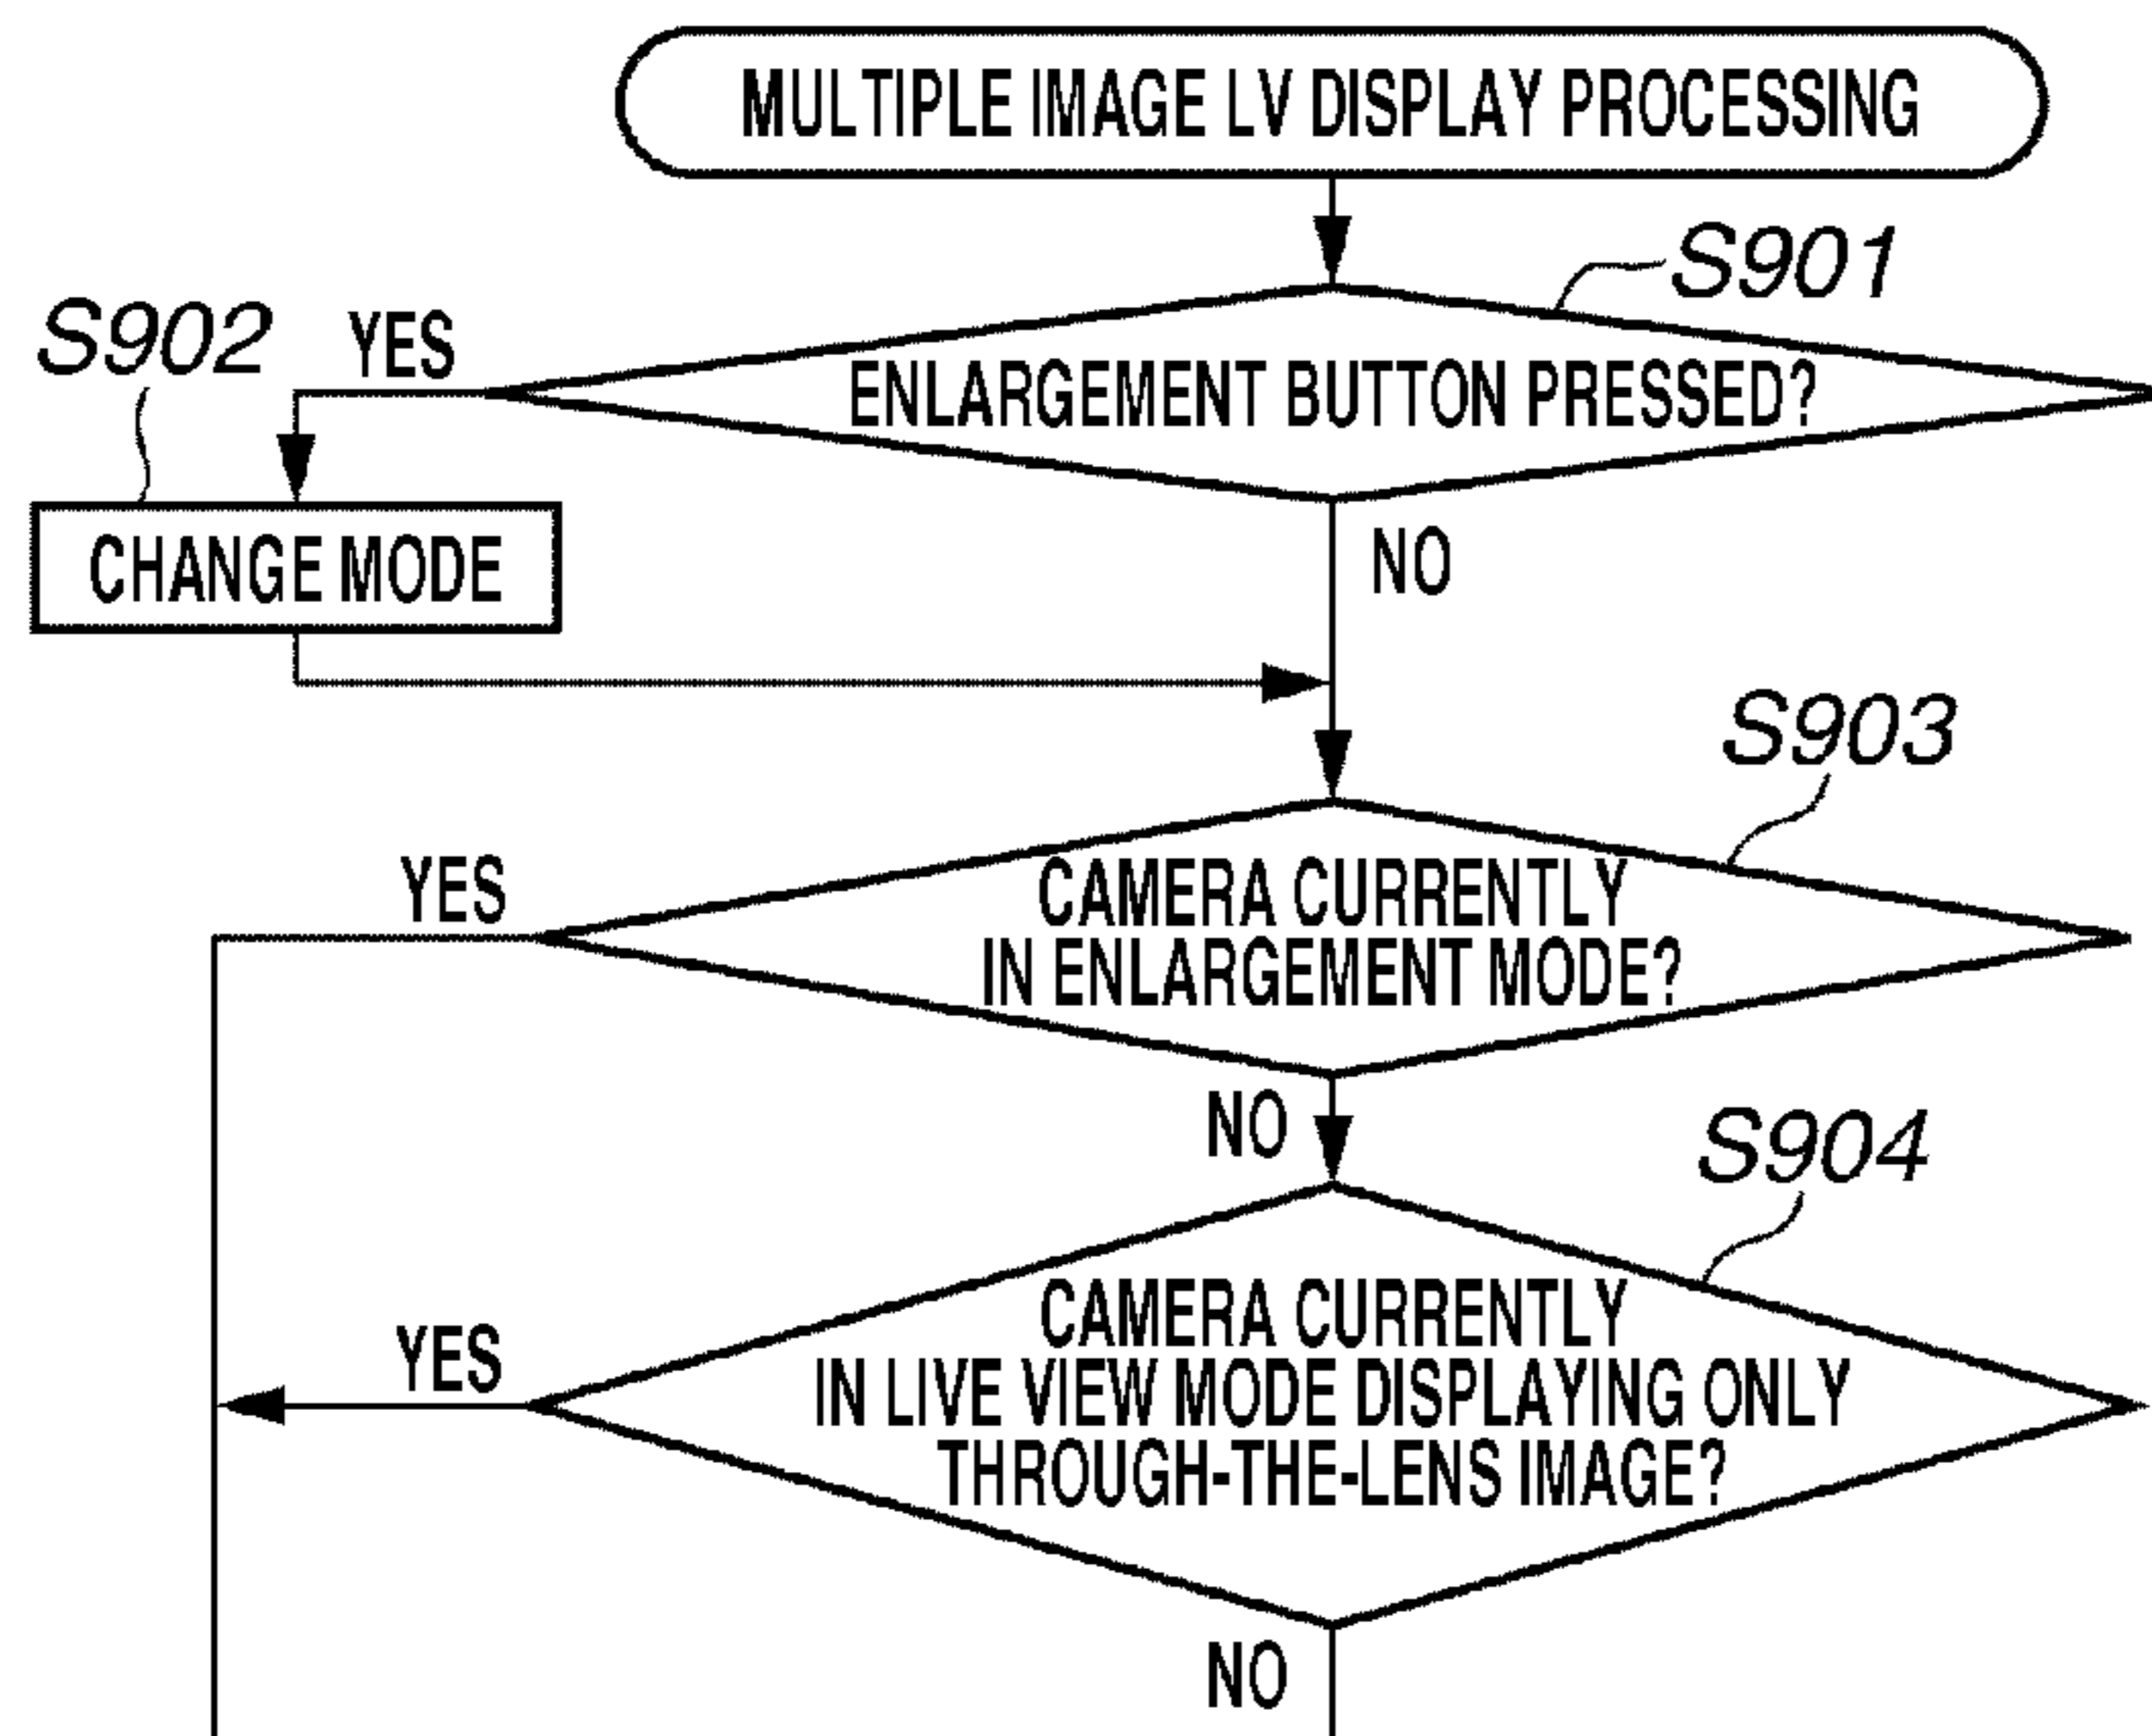 MULTIPLE IMAGE LV DISPLAY PROCESSING
S901
S902
YES
ENLARGEMENT BUTTON PRESSED?
CHANGE MODE
NO
S903
YES
CAMERA CURRENTLY
IN ENLARGEMENT MODE?
NO
S904
YES
CAMERA CURRENTLY
IN LIVE VIEW MODE DISPLAYING ONLY
THROUGH-THE-LENS IMAGE?
NO